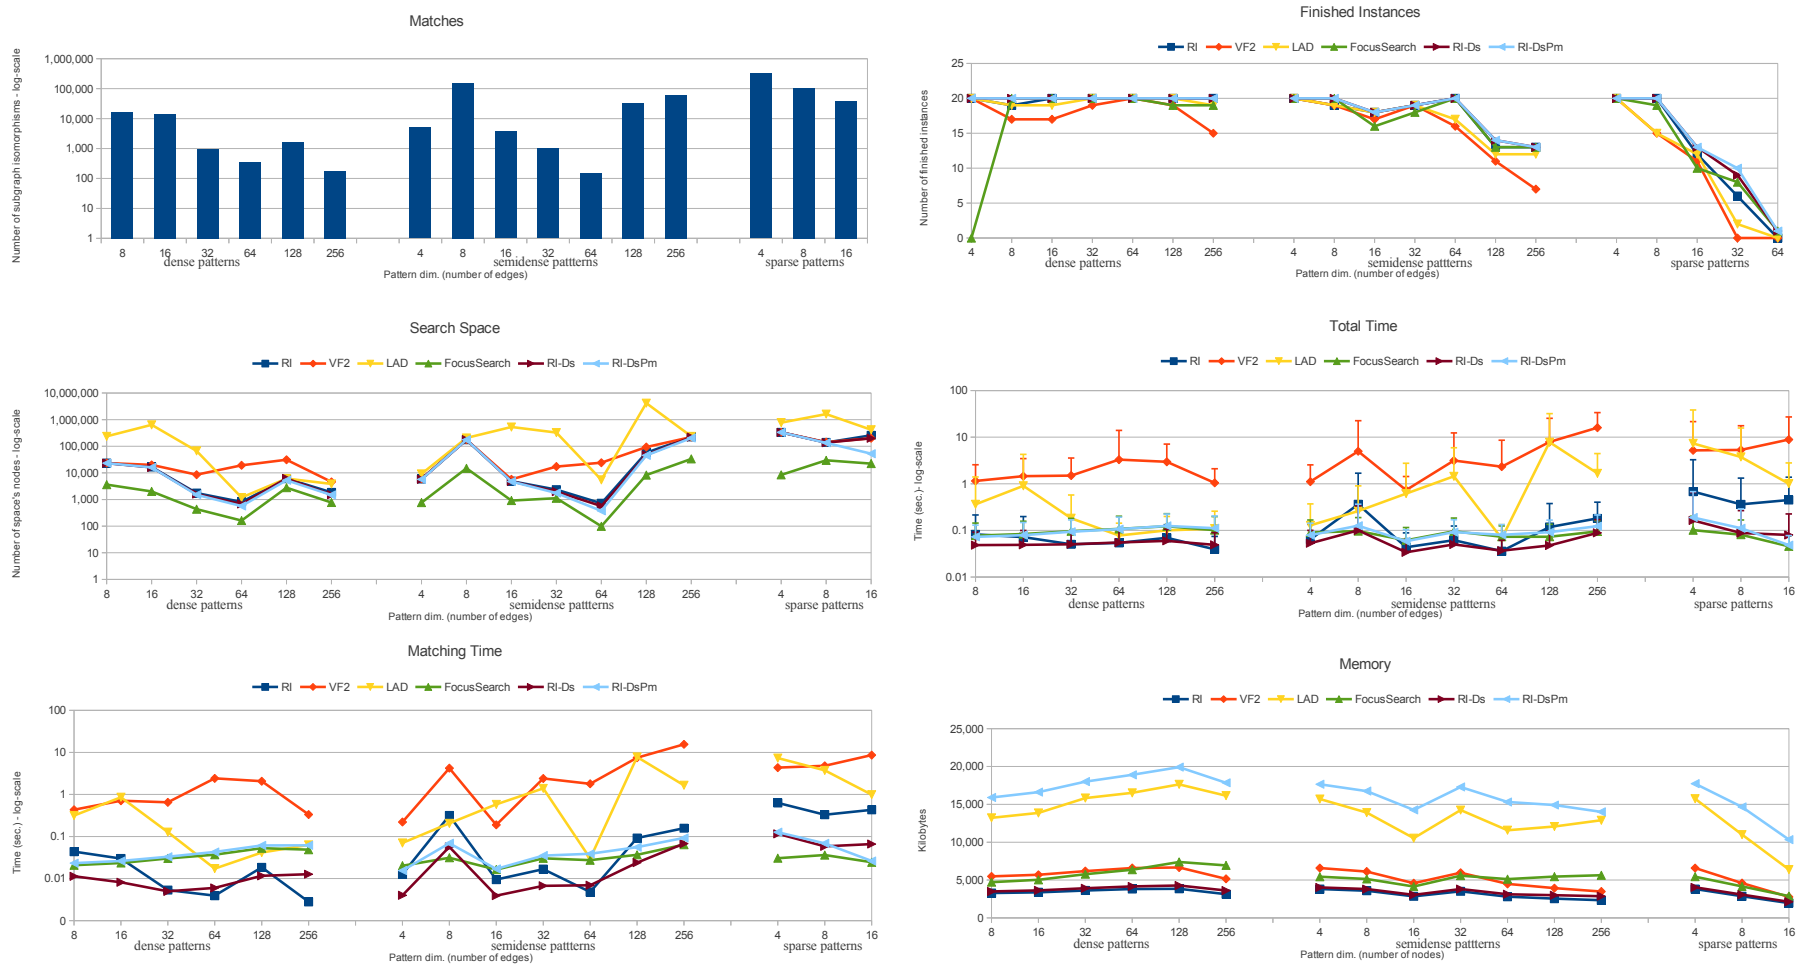 Matches
Number of subgraph isomorphisms - log-scale
1,000,000
100,000
10,000
1,000
100
10
1
8 16 32 64 128 256 4 8 16 32 64 128 256 4 8 16
dense patterns semidense pattterns sparse patterns
Pattern dim. (number of edges)
Finished Instances
RI VF2 LAD FocusSearch RI-Ds RI-DsPm
Number of finished instances
25
20
15
10
5
0
4 8 16 32 64 128 256 4 8 16 32 64 128 256 4 8 16 32 64
dense patterns semidense pattterns sparse patterns
Pattern dim. (number of edges)
Search Space
RI VF2 LAD FocusSearch RI-Ds RI-DsPm
Number of space's nodes - log-scale
10,000,000
1,000,000
100,000
10,000
1,000
100
10
1
8 16 32 64 128 256 4 8 16 32 64 128 256 4 8 16
dense patterns semidense pattterns sparse patterns
Pattern dim. (number of edges)
Total Time
RI VF2 LAD FocusSearch RI-Ds RI-DsPm
Time (sec.)- log-scale
100
10
1
0.1
0.01
8 16 32 64 128 256 4 8 16 32 64 128 256 4 8 16
dense patterns semidense pattterns sparse patterns
Pattern dim. (number of edges)
Matching Time
RI VF2 LAD FocusSearch RI-Ds RI-DsPm
Time (sec.) - log-scale
100
10
1
0.1
0.01
0
8 16 32 64 128 256 4 8 16 32 64 128 256 4 8 16
dense patterns semidense pattterns sparse patterns
Pattern dim. (number of edges)
Memory
RI VF2 LAD FocusSearch RI-Ds RI-DsPm
Kilobytes
25,000
20,000
15,000
10,000
5,000
0
8 16 32 64 128 256 4 8 16 32 64 128 256 4 8 16
dense patterns semidense pattterns sparse patterns
Pattern dim. (number of nodes)